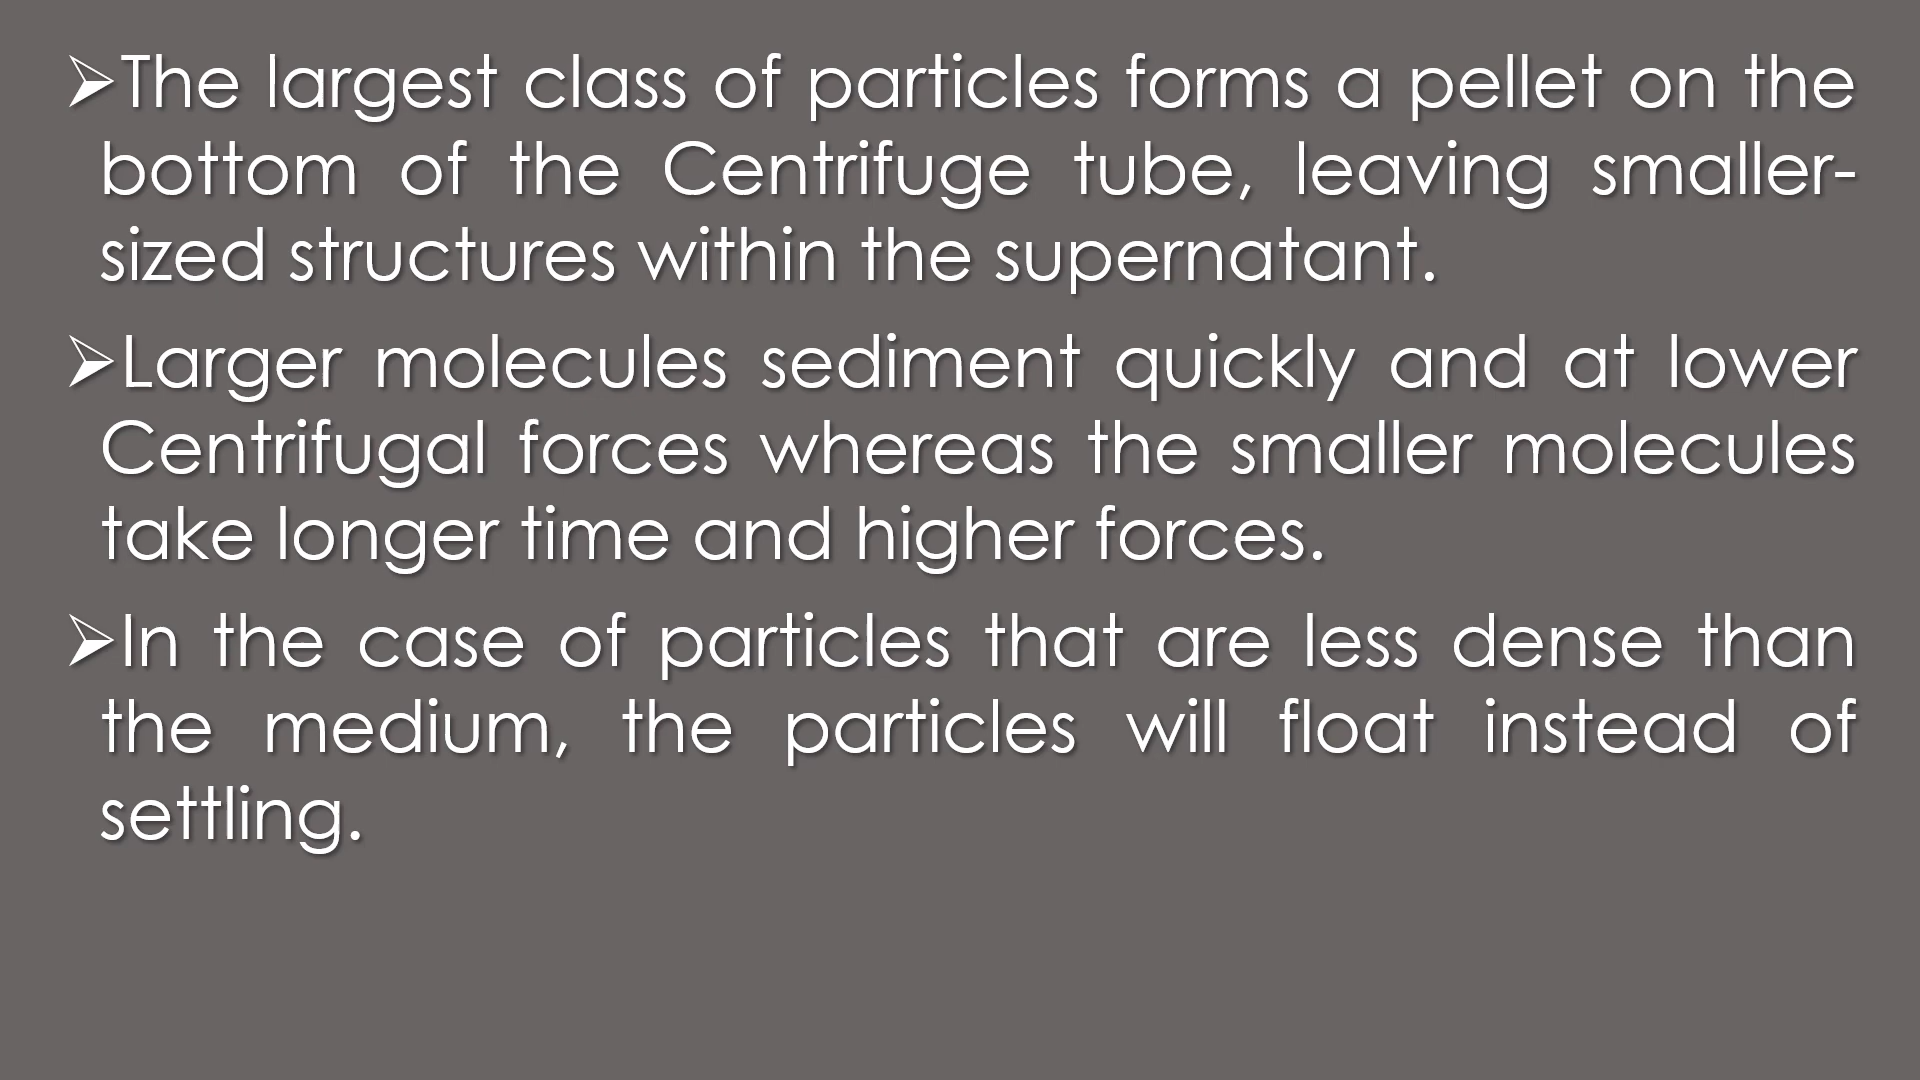 ➢The largest class of particles forms a pellet on the
bottom of the Centrifuge tube, leaving smaller-
sized structures within the supernatant.
➢Larger molecules sediment quickly and at lower
Centrifugal forces whereas the smaller molecules
take longer time and higher forces.
➢In the case of particles that are less dense than
the medium, the particles will float instead of
settling.